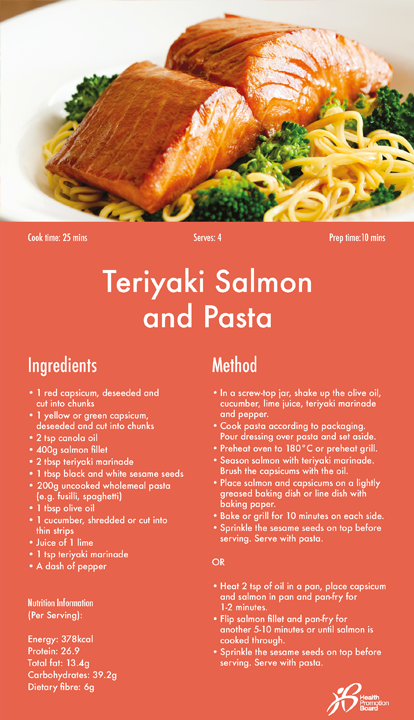 Cook time: 25 mins
Serves: 4
Prep time:10 mins
Teriyaki Salmon
and Pasta
Ingredients
• 1 red capsicum, deseeded and
cut into chunks
• 1 yellow or green capsicum,
deseeded and cut into chunks
• 2 tsp canola oil
• 400g salmon fillet
• 2 tbsp teriyaki marinade
• 1 tbsp black and white sesame seeds
• 200g uncooked wholemeal pasta
(e.g. fusilli, spaghetti)
• 1 tbsp olive oil
• 1 cucumber, shredded or cut into
thin strips
• Juice of 1 lime
• 1 tsp teriyaki marinade
• A dash of pepper
Nutrition Information
(Per Serving):
Energy: 378kcal
Protein: 26.9
Total fat: 13.4g
Carbohydrates: 39.2g
Dietary fibre: 6g
Method
• In a screw-top jar, shake up the olive oil,
cucumber, lime juice, teriyaki marinade
and pepper.
• Cook pasta according to packaging.
Pour dressing over pasta and set aside.
• Preheat oven to 180°C or preheat grill.
• Season salmon with teriyaki marinade.
Brush the capsicums with the oil.
• Place salmon and capsicums on a lightly
greased baking dish or line dish with
baking paper.
• Bake or grill for 10 minutes on each side.
• Sprinkle the sesame seeds on top before
serving. Serve with pasta.
OR
• Heat 2 tsp of oil in a pan, place capsicum
and salmon in pan and pan-fry for
1-2 minutes.
• Flip salmon fillet and pan-fry for
another 5-10 minutes or until salmon is
cooked through.
• Sprinkle the sesame seeds on top before
serving. Serve with pasta.
Health
Promotion
Board